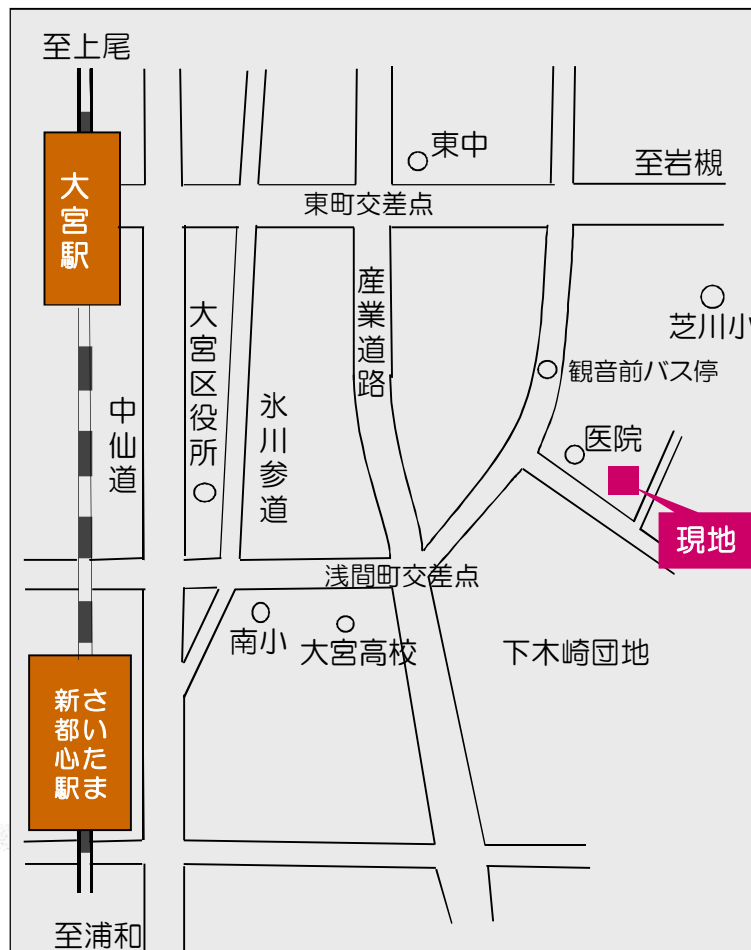 至上尾
東中
至岩槻
大宮駅
東町交差点
産業道路
芝川小
大宮区役所
観音前バス停
氷川参道
中仙道
医院
現地
浅間町交差点
南小
大宮高校
下木崎団地
さいたま
新都心駅
至浦和